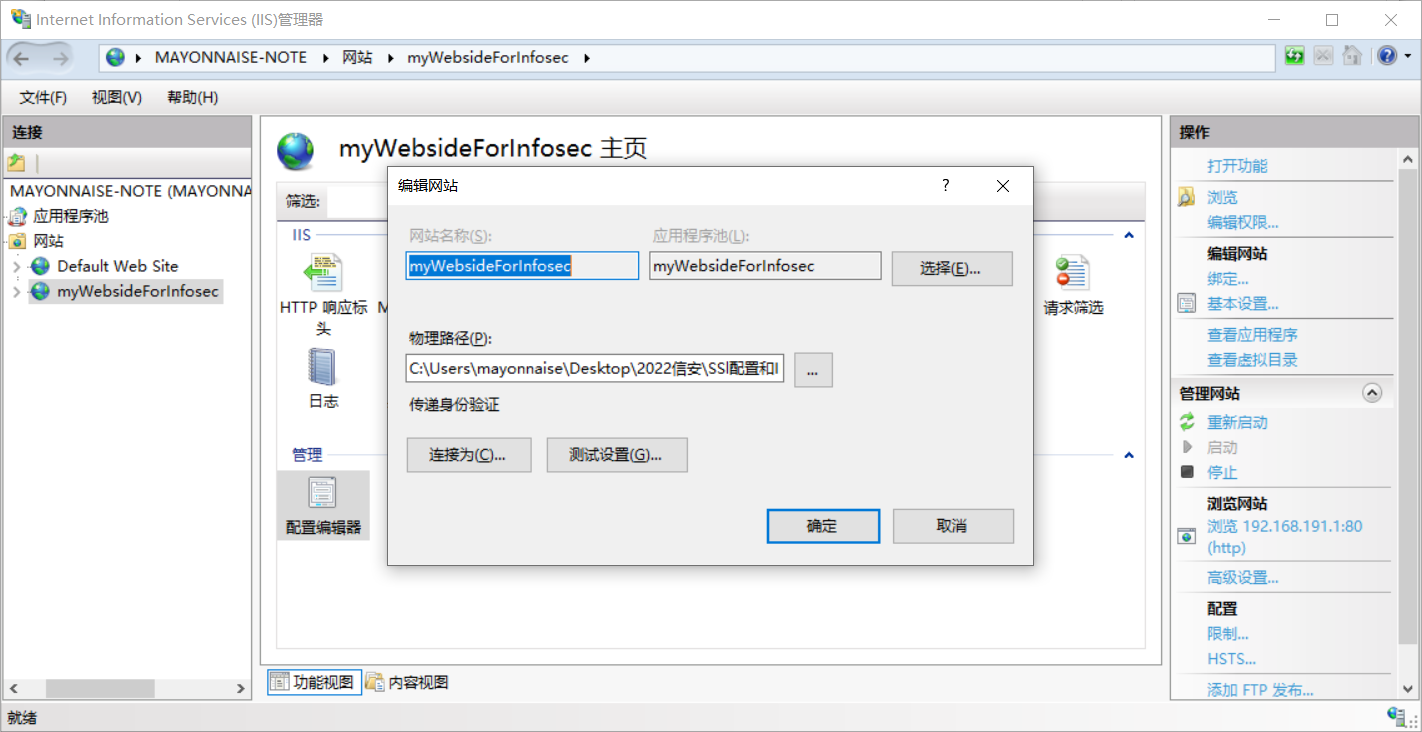 Internet Information Services (IIS)管理器
MAYONNAISE-NOTE 网站 myWebsideForInfosec
文件(F) 视图(V) 帮助(H)
连接
MAYONNAISE-NOTE (MAYONNA
应用程序池
网站
Default Web Site
myWebsideForInfosec
myWebsideForInfosec 主页
筛选:
IIS
HTTP 响应标
头
M
日志
请求筛选
管理
配置编辑器
功能视图 内容视图
编辑网站
?
网站名称(S): 应用程序池(L):
myWebsideForInfosec myWebsideForInfosec 选择(E)...
物理路径(P):
C:\Users\mayonnaise\Desktop\2022信安\SSl配置和I ...
传递身份验证
连接为(C)... 测试设置(G)...
确定 取消
操作
打开功能
浏览
编辑权限...
编辑网站
绑定...
基本设置...
查看应用程序
查看虚拟目录
管理网站
重新启动
启动
停止
浏览网站
浏览 192.168.191.1:80
(http)
高级设置...
配置
限制...
HSTS...
添加 FTP 发布...
就绪